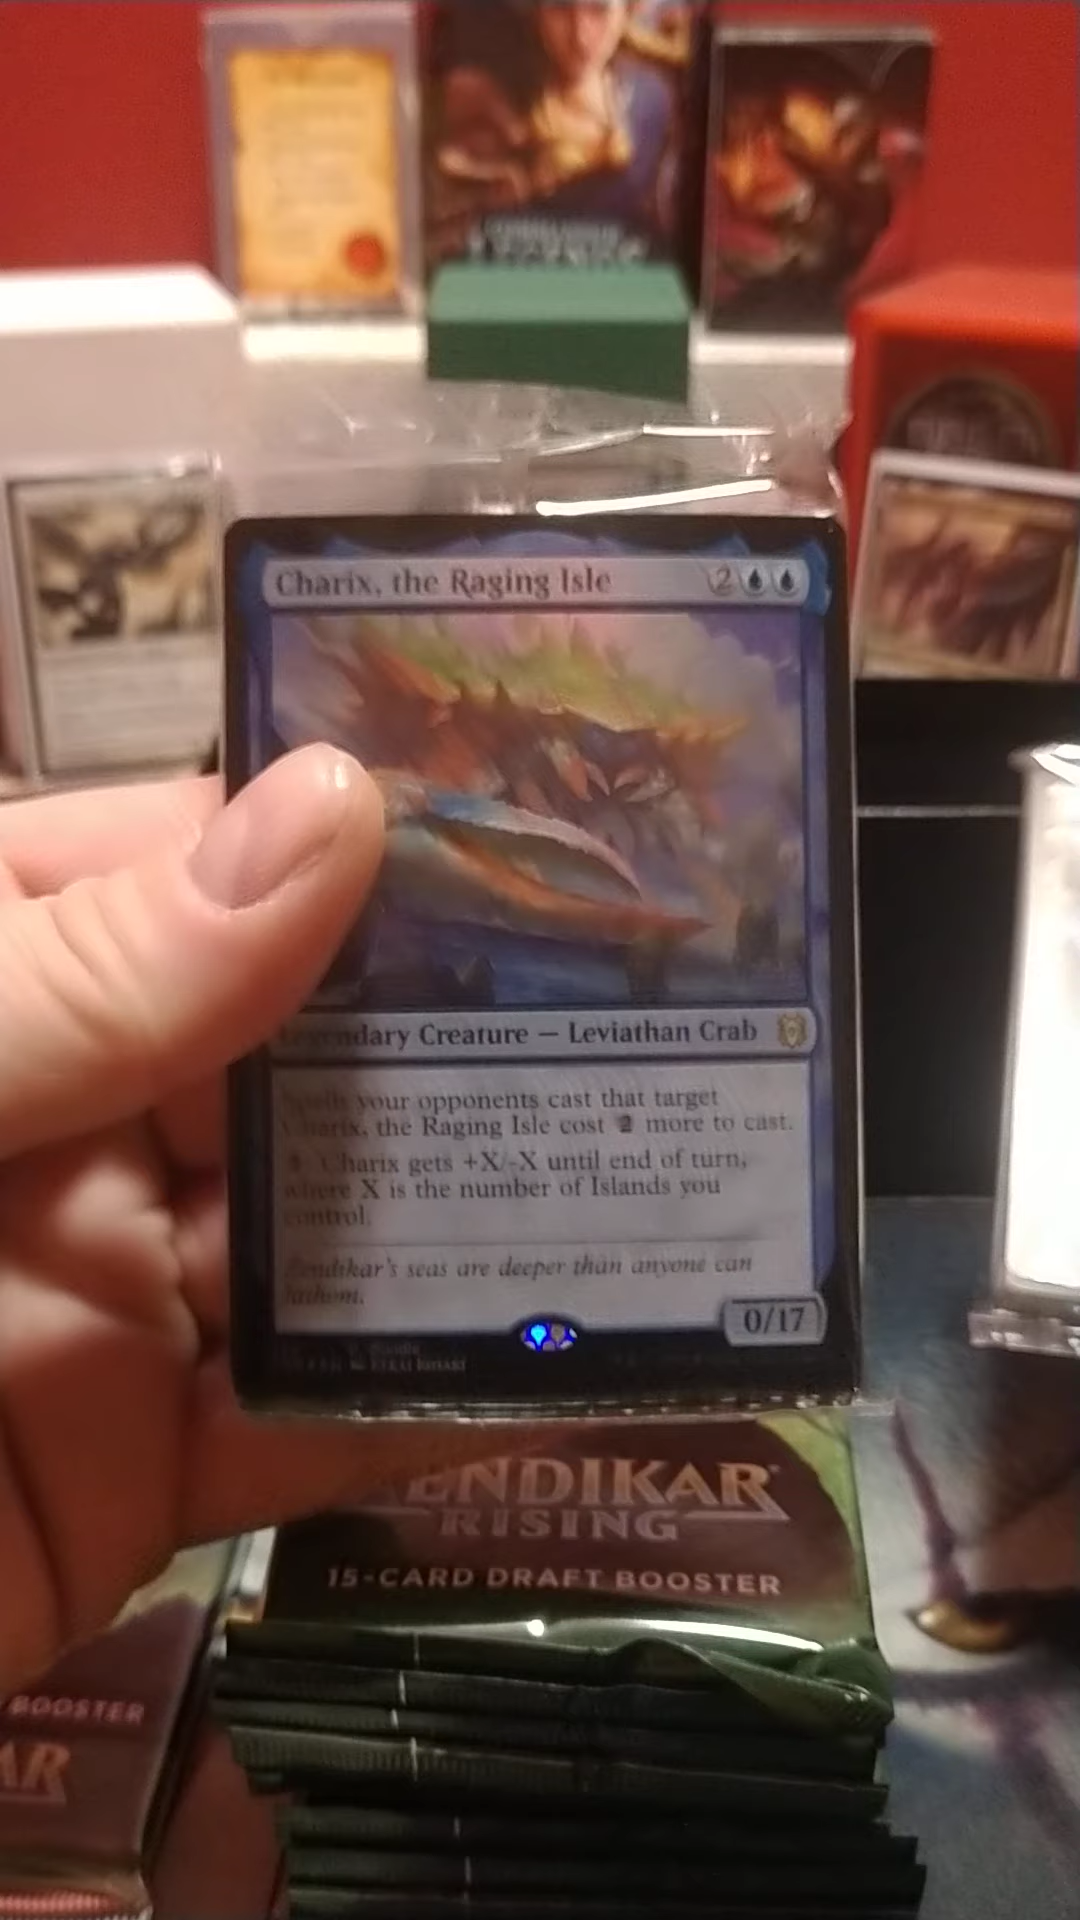 Charix, the Raging Isle 2
Legendary Creature — Leviathan Crab
Spells your opponents cast that target
Charix, the Raging Isle cost 2 more to cast.
Charix gets +X/-X until end of turn,
where X is the number of Islands you
control.
Zendikar's seas are deeper than anyone can
fathom.
0/17
ZENDIKAR
RISING
15-CARD DRAFT BOOSTER
BOOSTER
AR